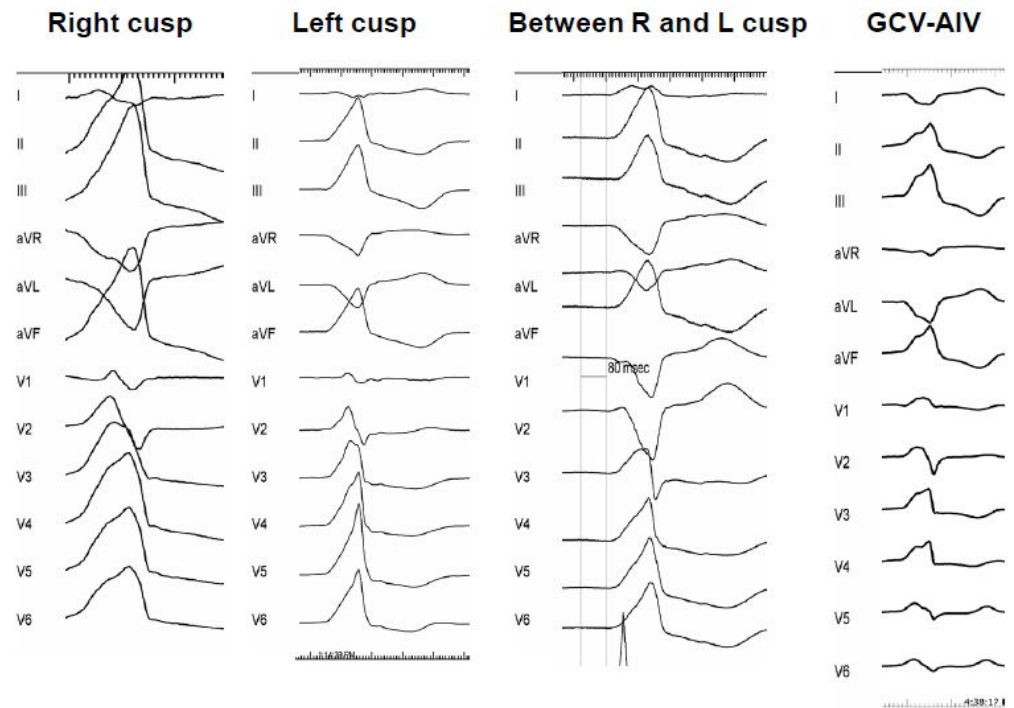 Right cusp
I
II
III
aVR
aVL
aVF
V1
V2
V3
V4
V5
V6
Left cusp
I
II
III
aVR
aVL
aVF
V1
V2
V3
V4
V5
V6
Between R and L cusp
I
II
III
aVR
aVL
aVF
80 msec
V1
V2
V3
V4
V5
V6
GCV-AIV
I
II
III
aVR
aVL
aVF
V1
V2
V3
V4
V5
V6
4:38:17